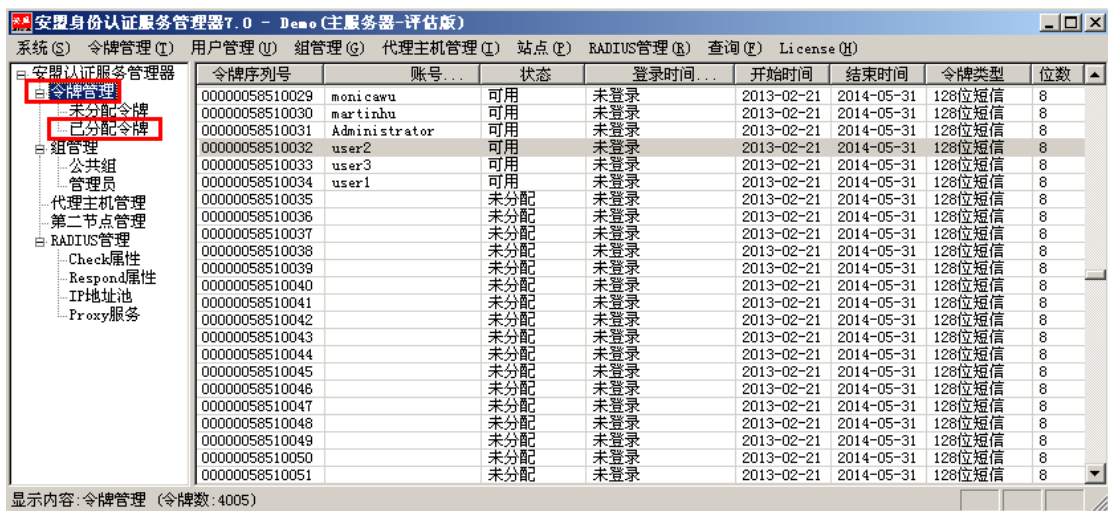 安盟身份认证服务管理器7.0 - Demo(主服务器-评估版)
系统(S) 令牌管理(T) 用户管理(U) 组管理(G) 代理主机管理(I) 站点(P) RADIUS管理(R) 查询(F) License(H)
安盟认证服务管理器
令牌管理
未分配令牌
已分配令牌
组管理
公共组
管理员
代理主机管理
第二节点管理
RADIUS管理
Check属性
Respond属性
IP地址池
Proxy服务
令牌序列号 账号... 状态 登录时间... 开始时间 结束时间 令牌类型 位数
00000058510029 monicawu 可用 未登录 2013-02-21 2014-05-31 128位短信 8
00000058510030 martinhu 可用 未登录 2013-02-21 2014-05-31 128位短信 8
00000058510031 Administrator 可用 未登录 2013-02-21 2014-05-31 128位短信 8
00000058510032 user2 可用 未登录 2013-02-21 2014-05-31 128位短信 8
00000058510033 user3 可用 未登录 2013-02-21 2014-05-31 128位短信 8
00000058510034 user1 可用 未登录 2013-02-21 2014-05-31 128位短信 8
00000058510035 未分配 未登录 2013-02-21 2014-05-31 128位短信 8
00000058510036 未分配 未登录 2013-02-21 2014-05-31 128位短信 8
00000058510037 未分配 未登录 2013-02-21 2014-05-31 128位短信 8
00000058510038 未分配 未登录 2013-02-21 2014-05-31 128位短信 8
00000058510039 未分配 未登录 2013-02-21 2014-05-31 128位短信 8
00000058510040 未分配 未登录 2013-02-21 2014-05-31 128位短信 8
00000058510041 未分配 未登录 2013-02-21 2014-05-31 128位短信 8
00000058510042 未分配 未登录 2013-02-21 2014-05-31 128位短信 8
00000058510043 未分配 未登录 2013-02-21 2014-05-31 128位短信 8
00000058510044 未分配 未登录 2013-02-21 2014-05-31 128位短信 8
00000058510045 未分配 未登录 2013-02-21 2014-05-31 128位短信 8
00000058510046 未分配 未登录 2013-02-21 2014-05-31 128位短信 8
00000058510047 未分配 未登录 2013-02-21 2014-05-31 128位短信 8
00000058510048 未分配 未登录 2013-02-21 2014-05-31 128位短信 8
00000058510049 未分配 未登录 2013-02-21 2014-05-31 128位短信 8
00000058510050 未分配 未登录 2013-02-21 2014-05-31 128位短信 8
00000058510051 未分配 未登录 2013-02-21 2014-05-31 128位短信 8
显示内容:令牌管理 (令牌数:4005)